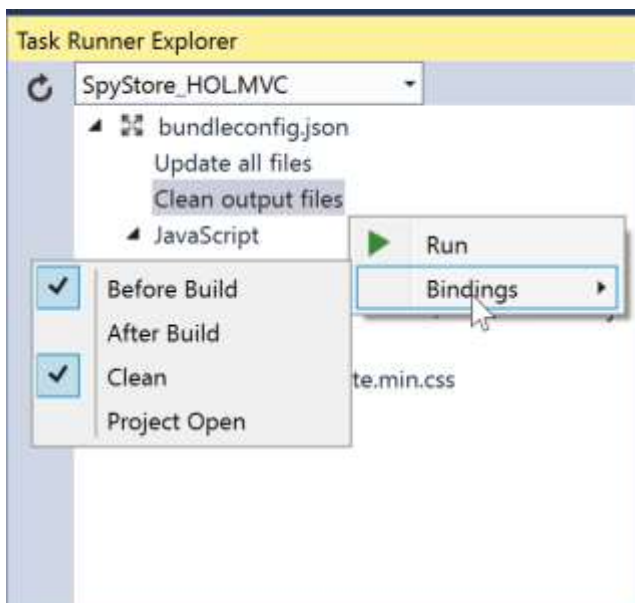 Task Runner Explorer
SpyStore_HOL.MVC
bundleconfig.json
Update all files
Clean output files
JavaScript
Run
Bindings
Before Build
After Build
Clean
Project Open
te.min.css